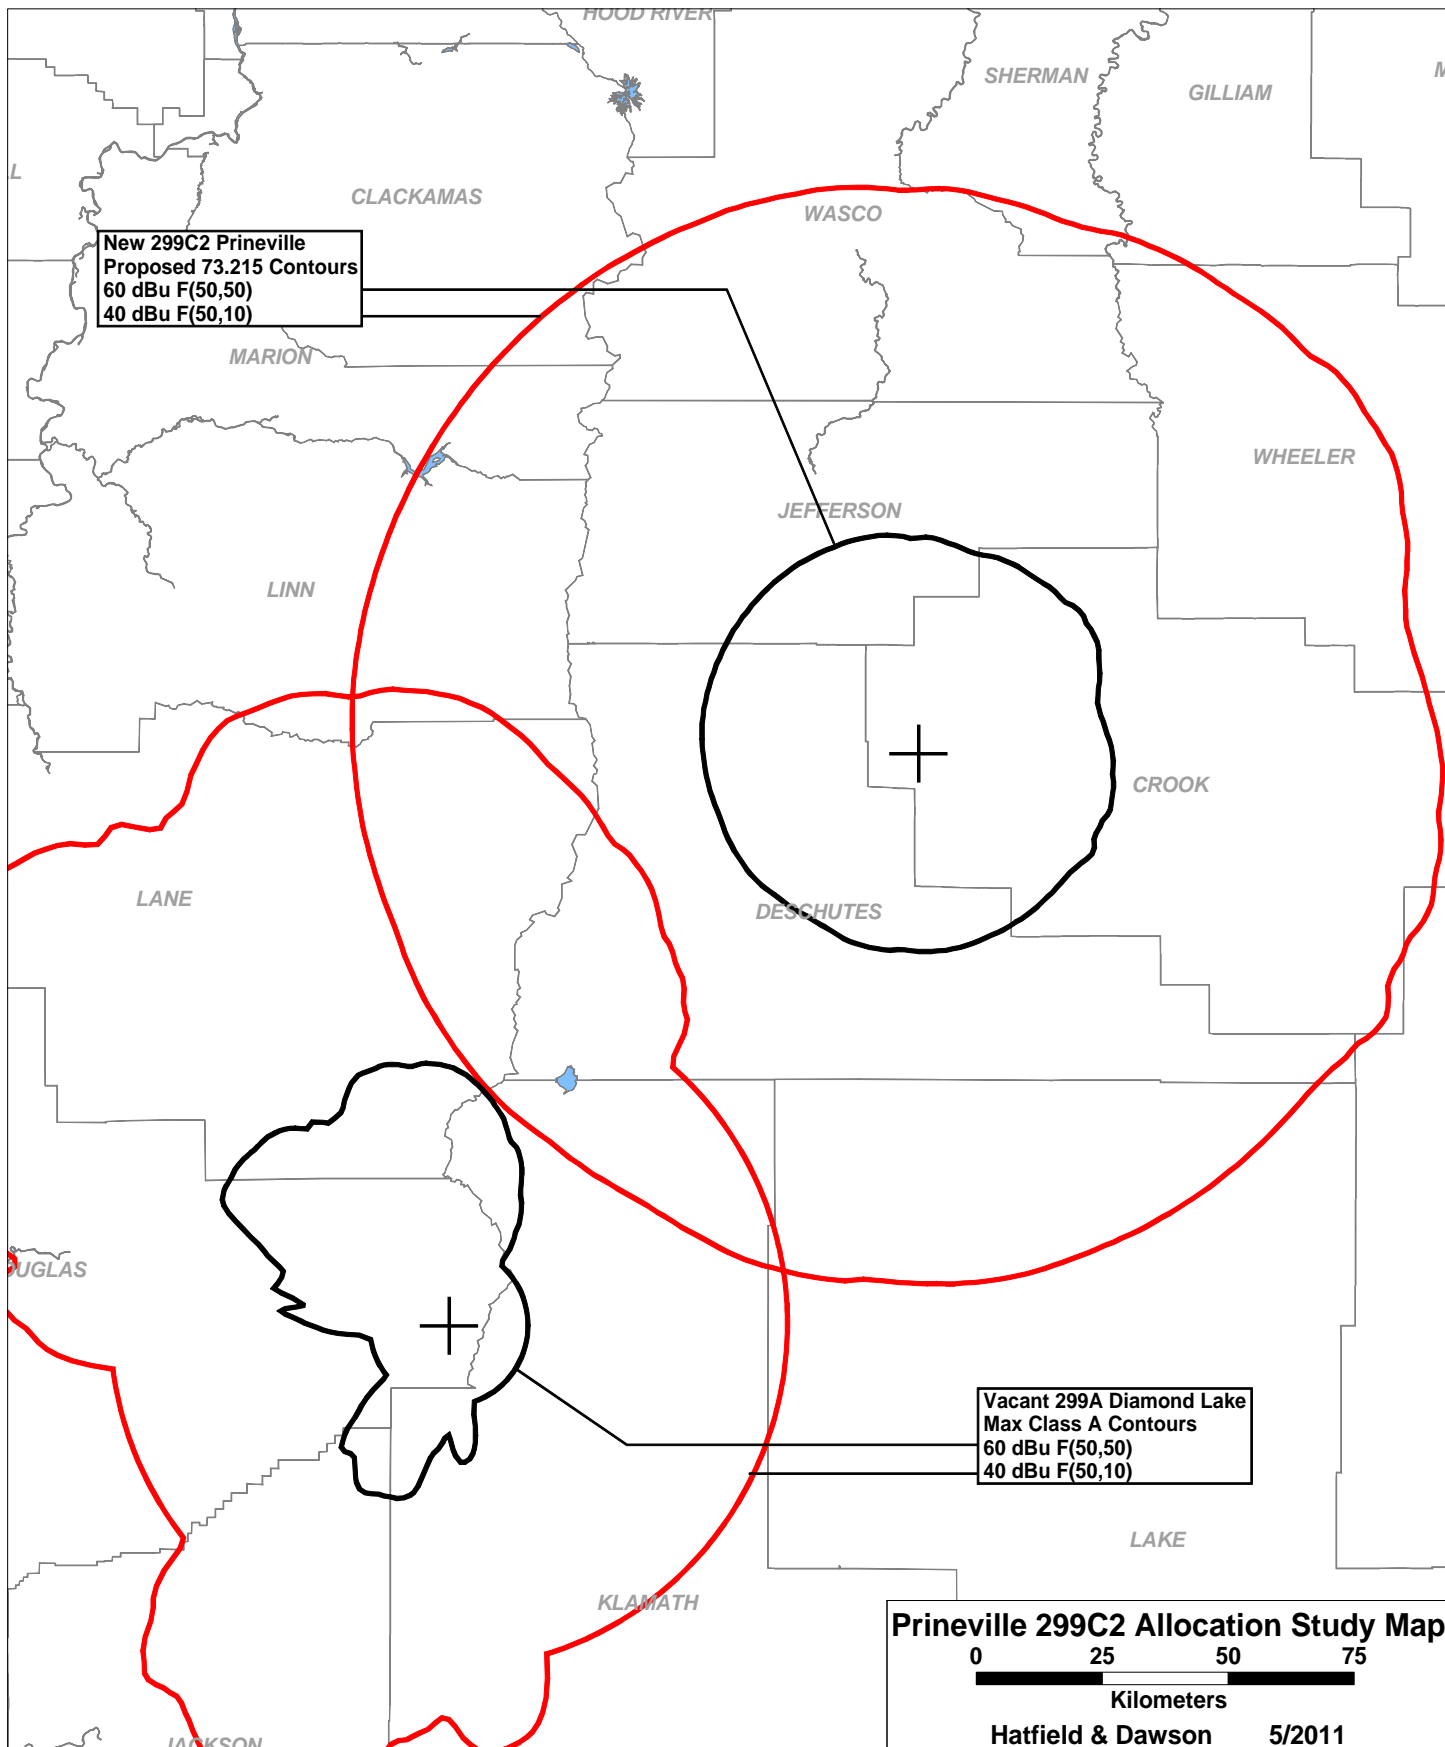 HOOD RIVER
SHERMAN
GILLIAM
M
L
CLACKAMAS
WASCO
New 299C2 Prineville
Proposed 73.215 Contours
60 dBu F(50,50)
40 dBu F(50,10)
MARION
WHEELER
JEFFERSON
LINN
CROOK
LANE
DESCHUTES
OUGLAS
Vacant 299A Diamond Lake
Max Class A Contours
60 dBu F(50,50)
40 dBu F(50,10)
LAKE
KLAMATH
Prineville 299C2 Allocation Study Map
0 25 50 75
Kilometers
Hatfield & Dawson 5/2011
JACKSON